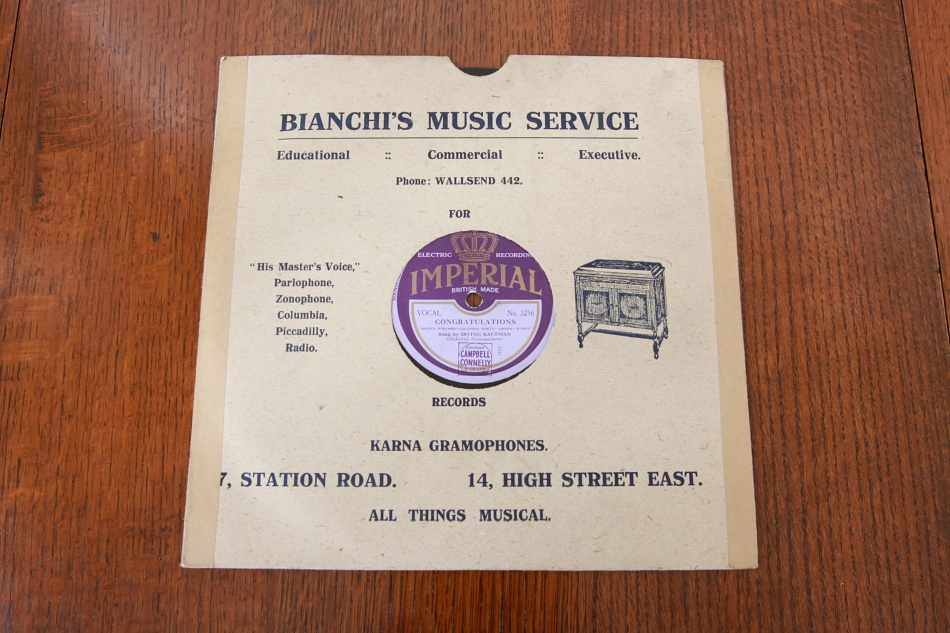 BIANCHI'S MUSIC SERVICE
Educational :: Commercial :: Executive.
Phone: WALLSEND 442.
FOR
"His Master's Voice,"
Parlophone,
Zonophone,
Columbia,
Piccadilly,
Radio.
ELECTRIC RECORDING
IMPERIAL
BRITISH MADE
VOCAL No. 2256
CONGRATULATIONS
Sung by IRVING KAUFMAN
(Orchestral Accompaniment)
CAMPBELL
CONNELLY
RECORDS
KARNA GRAMOPHONES.
7, STATION ROAD. 14, HIGH STREET EAST.
ALL THINGS MUSICAL.